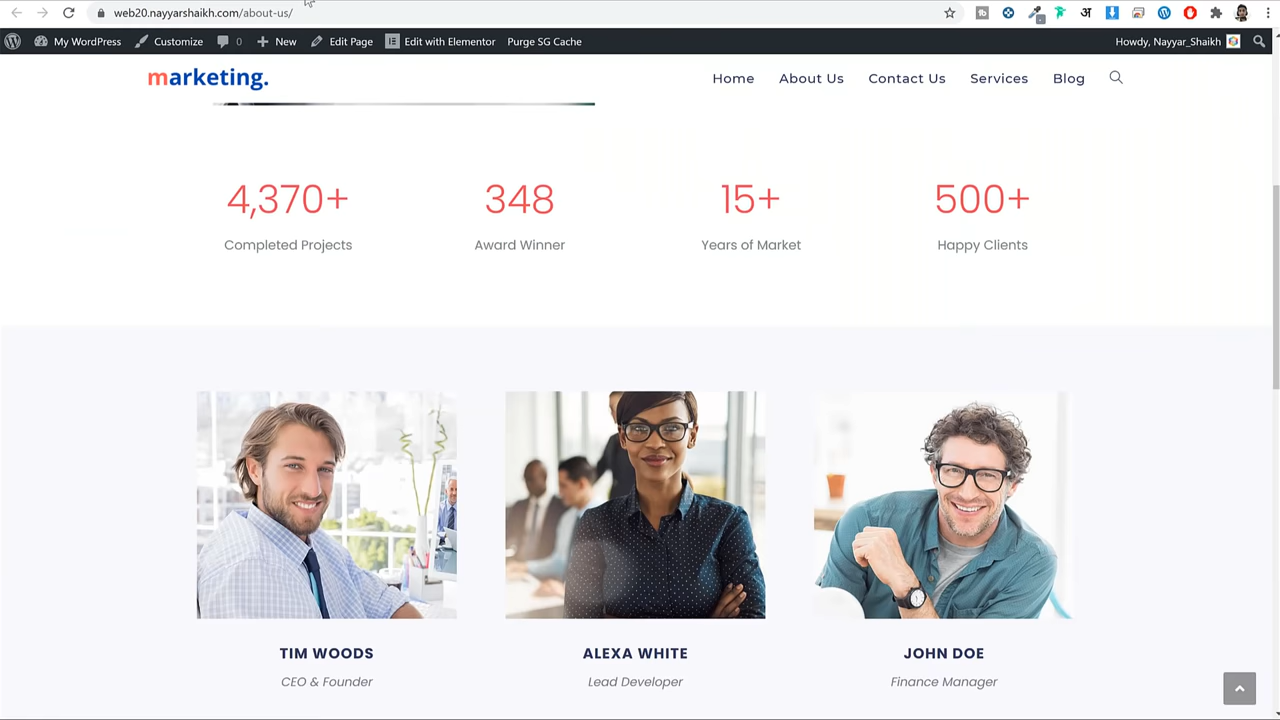 web20.nayyarshaikh.com/about-us/
My WordPress Customize 0 New Edit Page Edit with Elementor Purge SG Cache Howdy, Nayyar_Shaikh
marketing. Home About Us Contact Us Services Blog
4,370+ 348 15+ 500+
Completed Projects Award Winner Years of Market Happy Clients
TIM WOODS ALEXA WHITE JOHN DOE
CEO & Founder Lead Developer Finance Manager